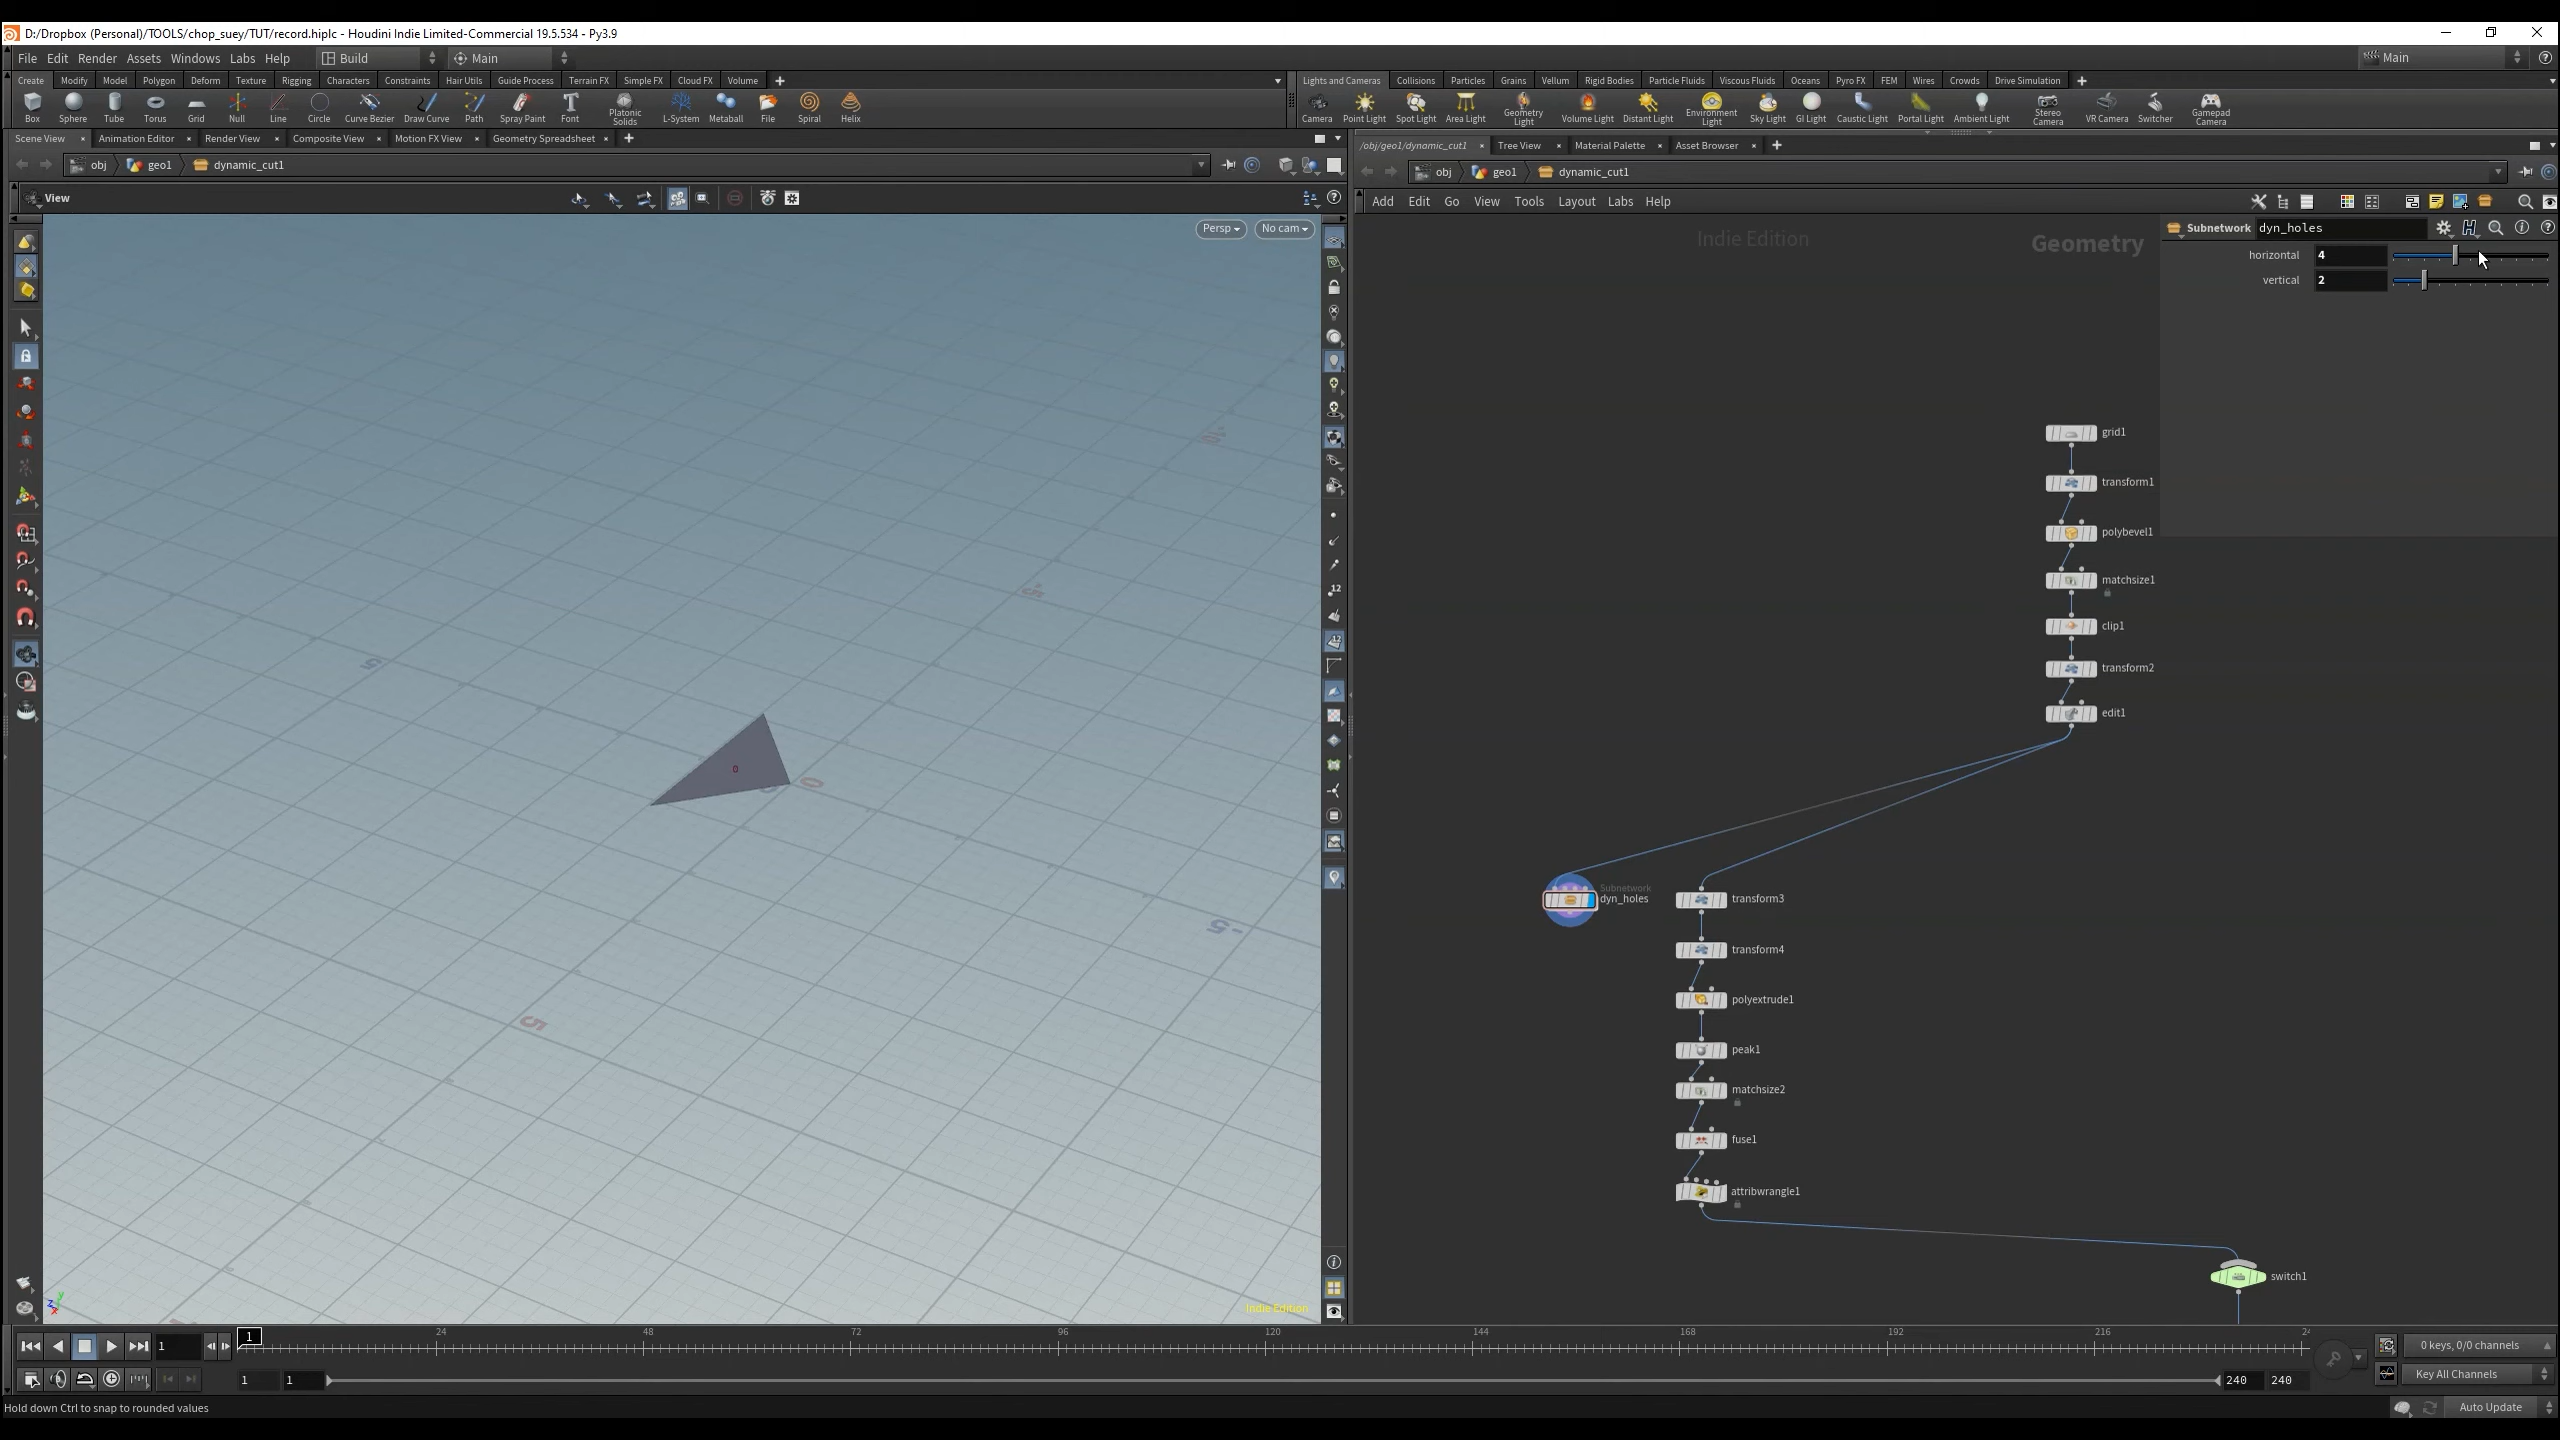 D:/Dropbox (Personal)/TOOLS/chop_suey/TUT/record.hiplc - Houdini Indie Limited-Commercial 19.5.534 - Py3.9
File Edit Render Assets Windows Labs Help Build Main Main
Create Modify Model Polygon Deform Texture Rigging Characters Constraints Hair Utils Guide Process Terrain FX Simple FX Cloud FX Volume
Lights and Cameras Collisions Particles Grains Vellum Rigid Bodies Particle Fluids Viscous Fluids Oceans Pyro FX FEM Wires Crowds Drive Simulation
Box Sphere Tube Torus Grid Null Line Circle Curve Bezier Draw Curve Path Spray Paint Font Platonic Solids L-System Metaball File Spiral Helix
Camera Point Light Spot Light Area Light Geometry Light Volume Light Distant Light Environment Light Sky Light GI Light Caustic Light Portal Light Ambient Light Stereo Camera VR Camera Switcher Gamepad Camera
Scene View Animation Editor Render View Composite View Motion FX View Geometry Spreadsheet
/obj/geo1/dynamic_cut1 Tree View Material Palette Asset Browser
obj geo1 dynamic_cut1
obj geo1 dynamic_cut1
View
Add Edit Go View Tools Layout Labs Help
Persp No cam
Indie Edition
Geometry
Subnetwork dyn_holes
horizontal 4
vertical 2
grid1
transform1
polybevel1
matchsize1
clip1
transform2
edit1
Subnetwork
dyn_holes
transform3
transform4
polyextrude1
peak1
matchsize2
fuse1
attribwrangle1
switch1
5
0
0
-5
5
12
12
Indie Edition
1 1 24 48 72 96 120 144 168 192 216
0 keys, 0/0 channels
1 1 240 240
Key All Channels
Hold down Ctrl to snap to rounded values
Auto Update